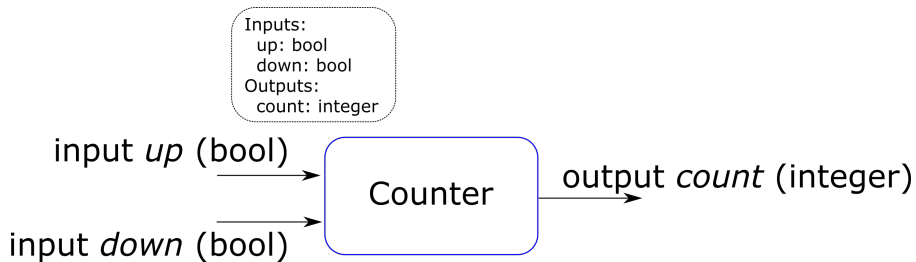 Inputs:
up: bool
down: bool
Outputs:
count: integer
input up (bool)
Counter
output count (integer)
input down (bool)